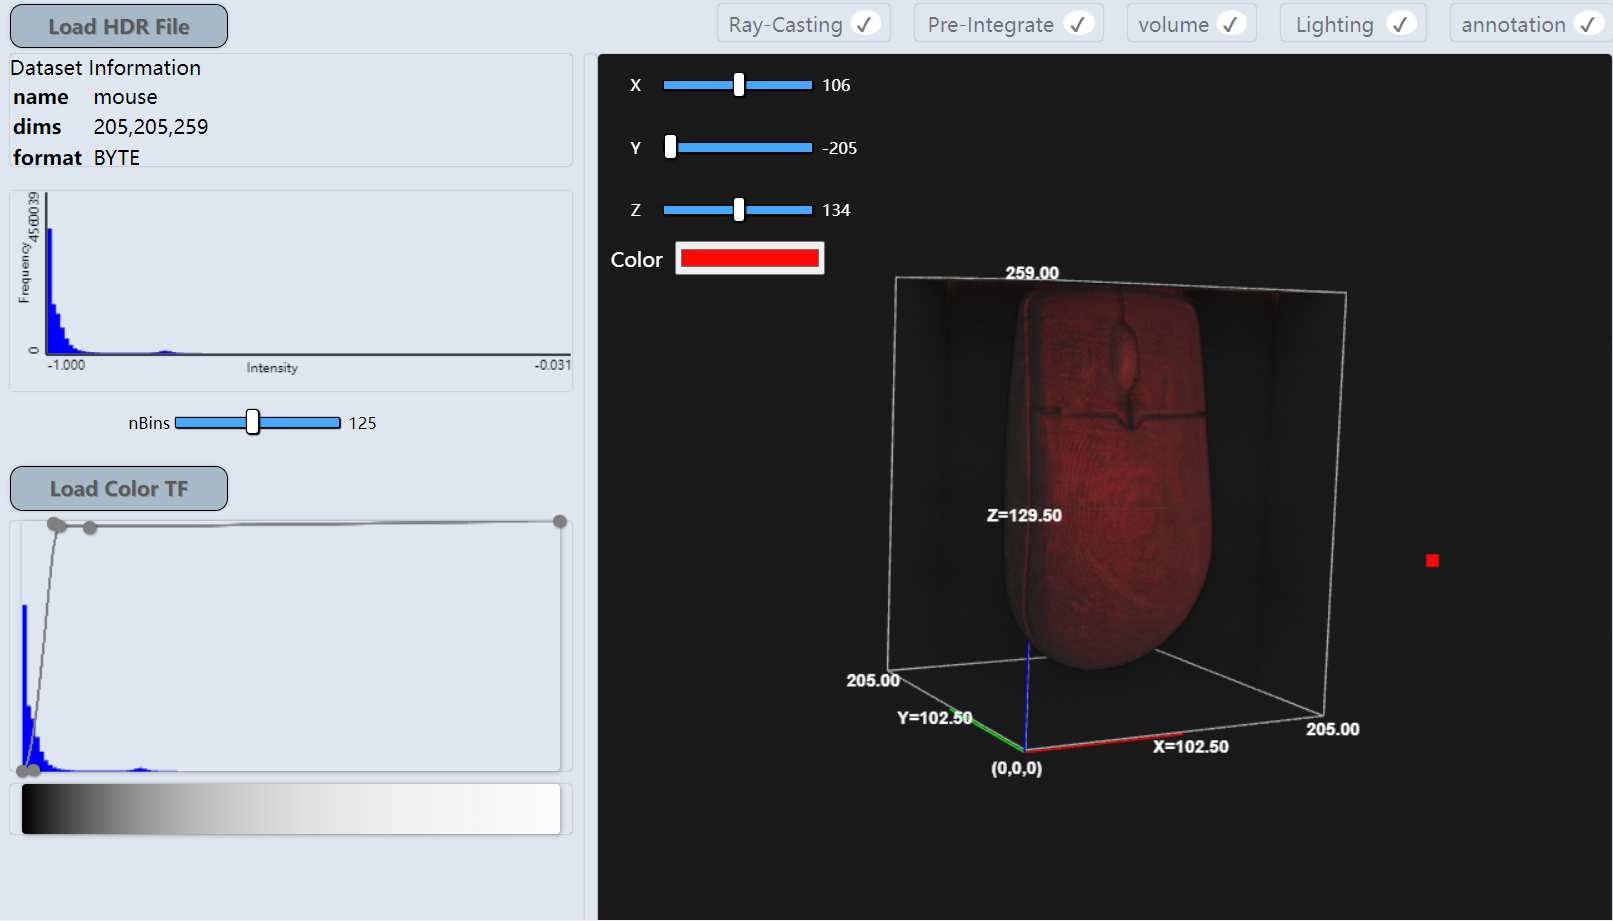 Load HDR File
Ray-Casting
Pre-Integrate
volume
Lighting
annotation
Dataset Information
name mouse
dims 205,205,259
format BYTE
X 106
Y -205
Z 134
Color
Frequency
0
-1.000
Intensity
-0.031
nBins 125
Load Color TF
259.00
Z=129.50
205.00
Y=102.50
X=102.50
205.00
(0,0,0)